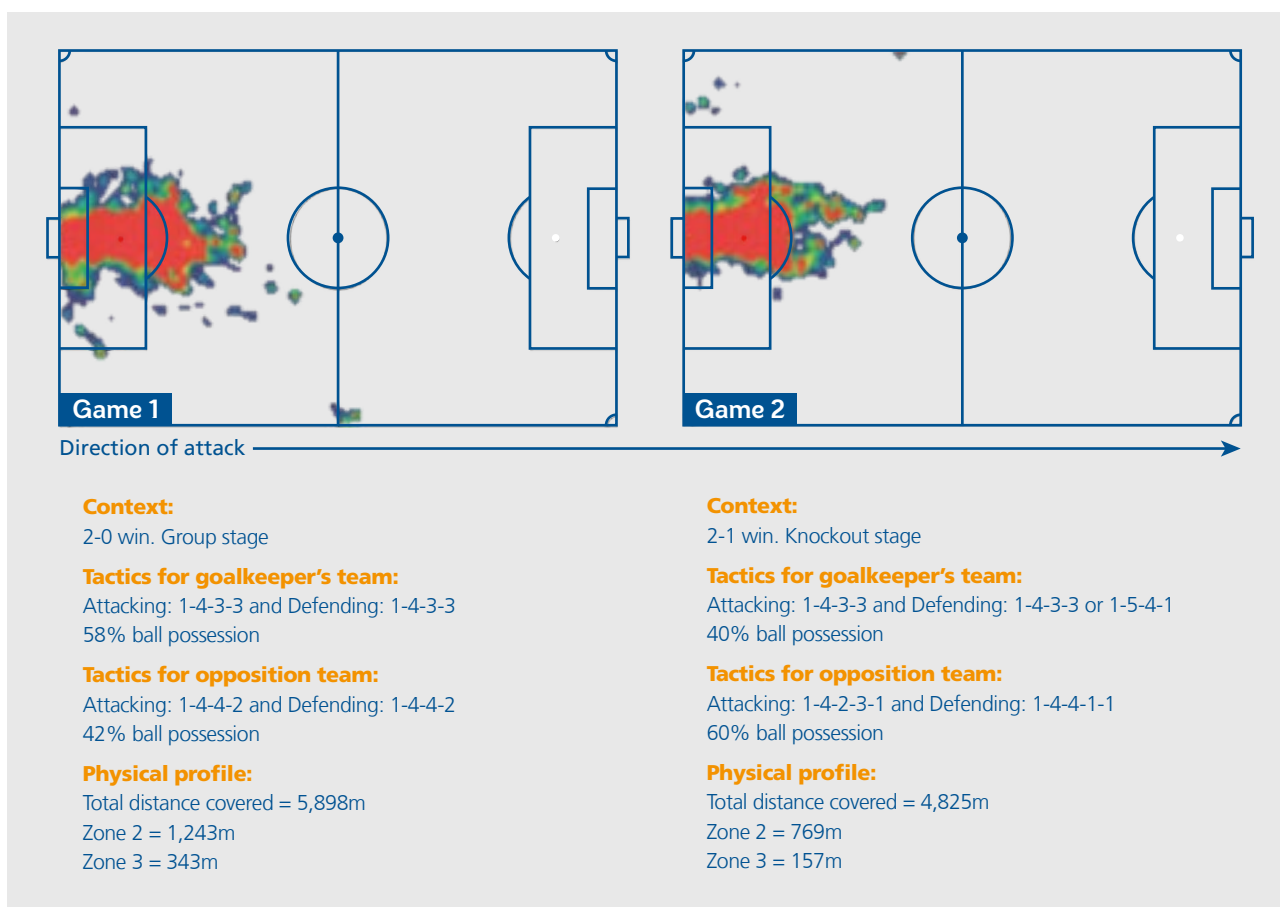 Game 1
Game 2
Direction of attack
Context:
2-0 win. Group stage
Tactics for goalkeeper's team:
Attacking: 1-4-3-3 and Defending: 1-4-3-3
58% ball possession
Tactics for opposition team:
Attacking: 1-4-4-2 and Defending: 1-4-4-2
42% ball possession
Physical profile:
Total distance covered = 5,898m
Zone 2 = 1,243m
Zone 3 = 343m
Context:
2-1 win. Knockout stage
Tactics for goalkeeper's team:
Attacking: 1-4-3-3 and Defending: 1-4-3-3 or 1-5-4-1
40% ball possession
Tactics for opposition team:
Attacking: 1-4-2-3-1 and Defending: 1-4-4-1-1
60% ball possession
Physical profile:
Total distance covered = 4,825m
Zone 2 = 769m
Zone 3 = 157m